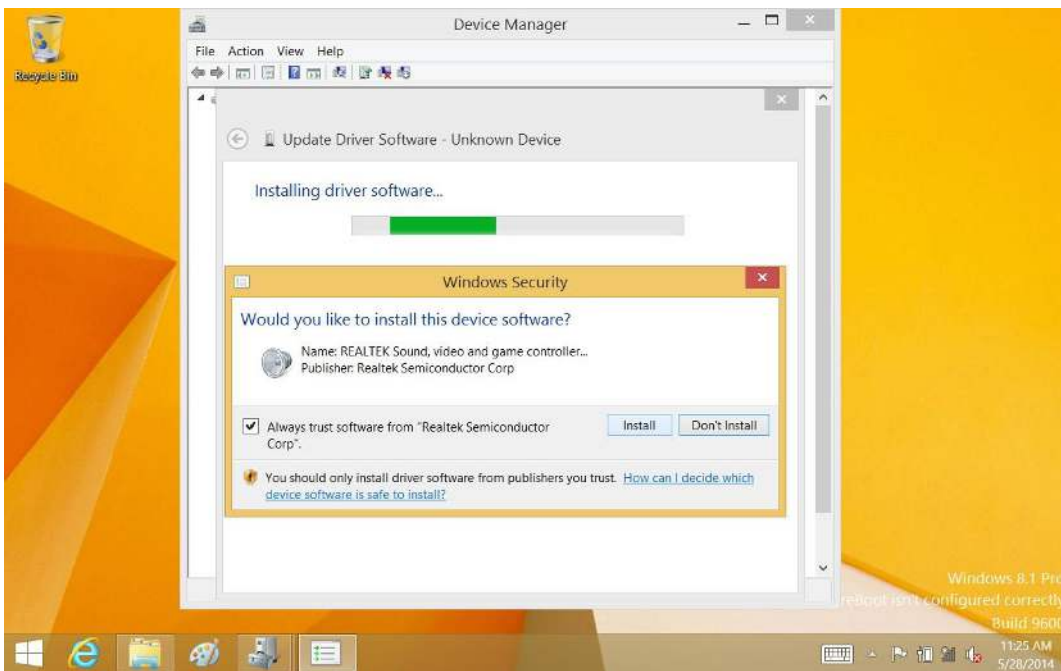 Recycle Bin
Device Manager
File Action View Help
Update Driver Software - Unknown Device
Installing driver software...
Windows Security
Would you like to install this device software?
Name: REALTEK Sound, video and game controller...
Publisher: Realtek Semiconductor Corp
Always trust software from "Realtek Semiconductor
Corp".
Install
Don't Install
You should only install driver software from publishers you trust. How can I decide which
device software is safe to install?
Windows 8.1 Pro
isn't configured correctly
Build 9600
11:25 AM
5/28/2014